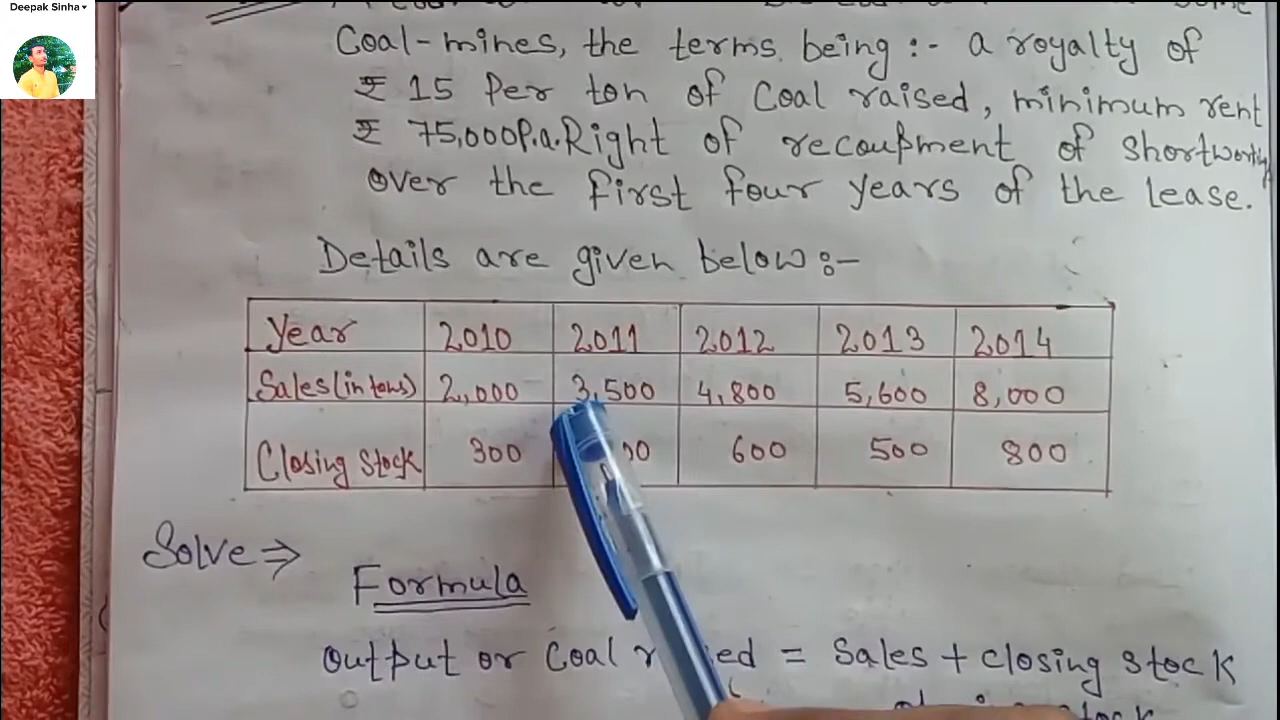 Deepak Sinha
Coal-mines, the terms being :- a royalty of
₹ 15 Per ton of Coal raised, minimum rent
₹ 75,000P.a. Right of recoupment of Shortworkings
over the first four years of the lease.
Details are given below :-
Year 2010 2011 2012 2013 2014
Sales (in tons) 2,000 3,500 4,800 5,600 8,000
Closing Stock 300 00 600 500 800
Solve ⇒
Formula
Output or Coal = Sales + Closing Stock